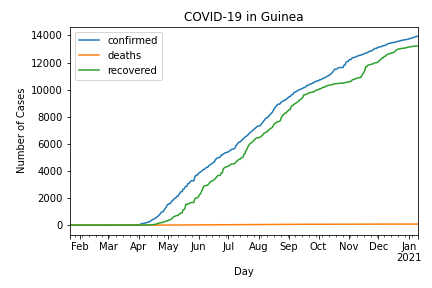 COVID-19 in Guinea
confirmed
deaths
recovered
14000
12000
10000
8000
6000
4000
2000
0
Number of Cases
Feb Mar Apr May Jun Jul Aug Sep Oct Nov Dec Jan
2021
Day